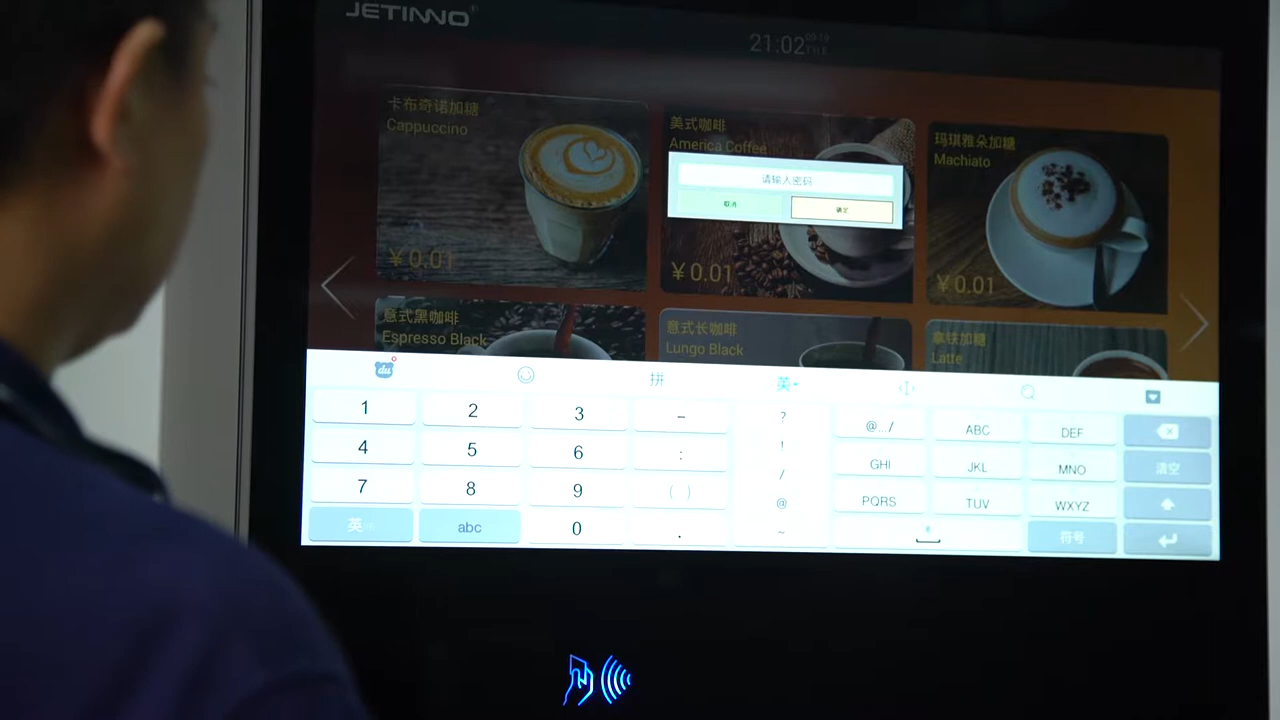 JETINNO
21:02
卡布奇诺加糖
Cappuccino
￥0.01
美式咖啡
America Coffee
￥0.01
玛琪雅朵加糖
Machiato
￥0.01
请输入密码
取消
确定
意式黑咖啡
Espresso Black
意式长咖啡
Lungo Black
拿铁加糖
Latte
du
拼
英
1 2 3 - ? @.../ ABC DEF
4 5 6 : ! GHI JKL MNO 清空
7 8 9 ( ) / @ PQRS TUV WXYZ
英 abc 0 . ~ 符号